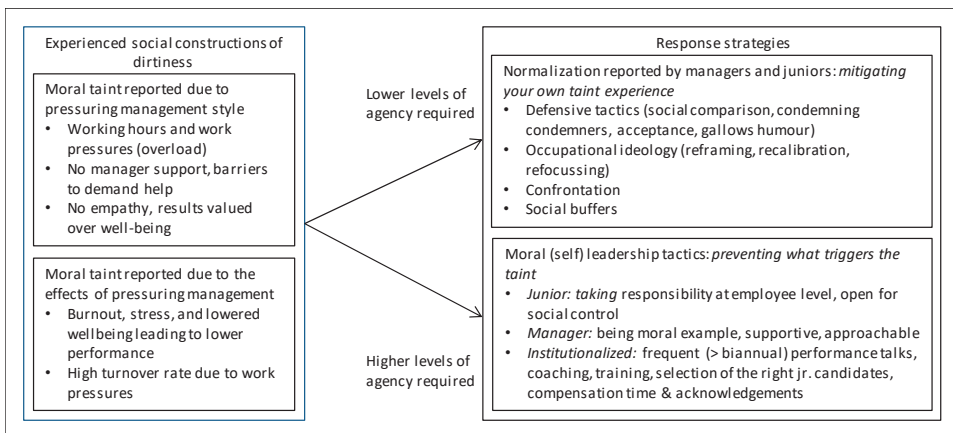 Experienced social constructions of
dirtiness
Moral taint reported due to
pressuring management style
• Working hours and work
pressures (overload)
• No manager support, barriers
to demand help
• No empathy, results valued
over well-being
Moral taint reported due to the
effects of pressuring management
• Burnout, stress, and lowered
wellbeing leading to lower
performance
• High turnover rate due to work
pressures
Lower levels of
agency required
Higher levels of
agency required
Response strategies
Normalization reported by managers and juniors: mitigating
your own taint experience
• Defensive tactics (social comparison, condemning
condemners, acceptance, gallows humour)
• Occupational ideology (reframing, recalibration,
refocussing)
• Confrontation
• Social buffers
Moral (self) leadership tactics: preventing what triggers the
taint
• Junior: taking responsibility at employee level, open for
social control
• Manager: being moral example, supportive, approachable
• Institutionalized: frequent (> biannual) performance talks,
coaching, training, selection of the right jr. candidates,
compensation time & acknowledgements